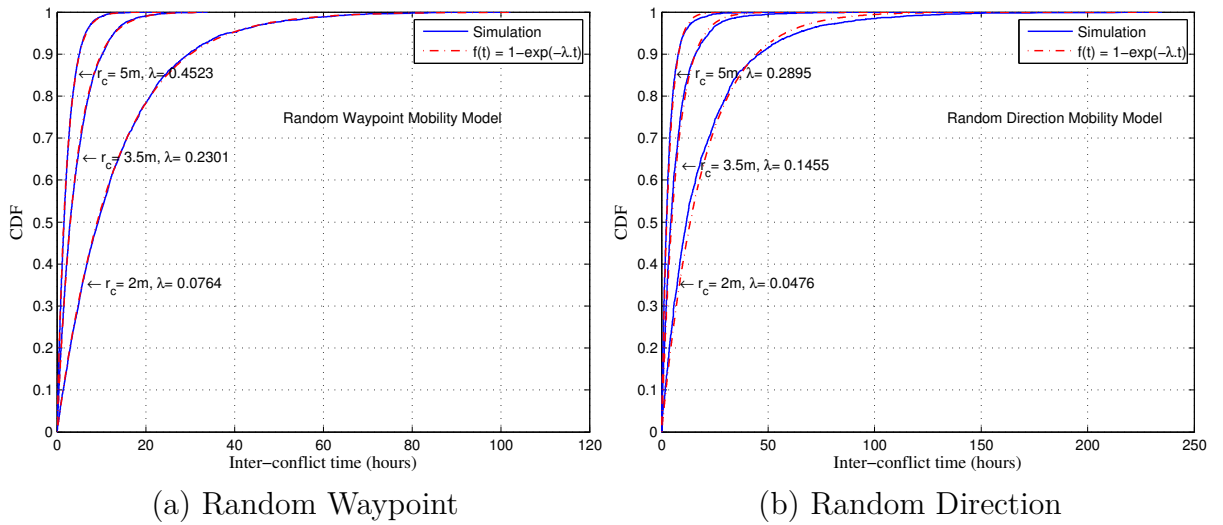 1
0.9
0.8
0.7
0.6
0.5
0.4
0.3
0.2
0.1
0
CDF
0 20 40 60 80 100 120
Inter−conflict time (hours)
Simulation
f(t) = 1−exp(−λ.t)
← r_c= 5m, λ= 0.4523
Random Waypoint Mobility Model
← r_c= 3.5m, λ= 0.2301
← r_c= 2m, λ= 0.0764
(a) Random Waypoint
1
0.9
0.8
0.7
0.6
0.5
0.4
0.3
0.2
0.1
0
CDF
0 50 100 150 200 250
Inter−conflict time (hours)
Simulation
f(t) = 1−exp(−λ.t)
← r_c= 5m, λ= 0.2895
Random Direction Mobility Model
← r_c= 3.5m, λ= 0.1455
← r_c= 2m, λ= 0.0476
(b) Random Direction